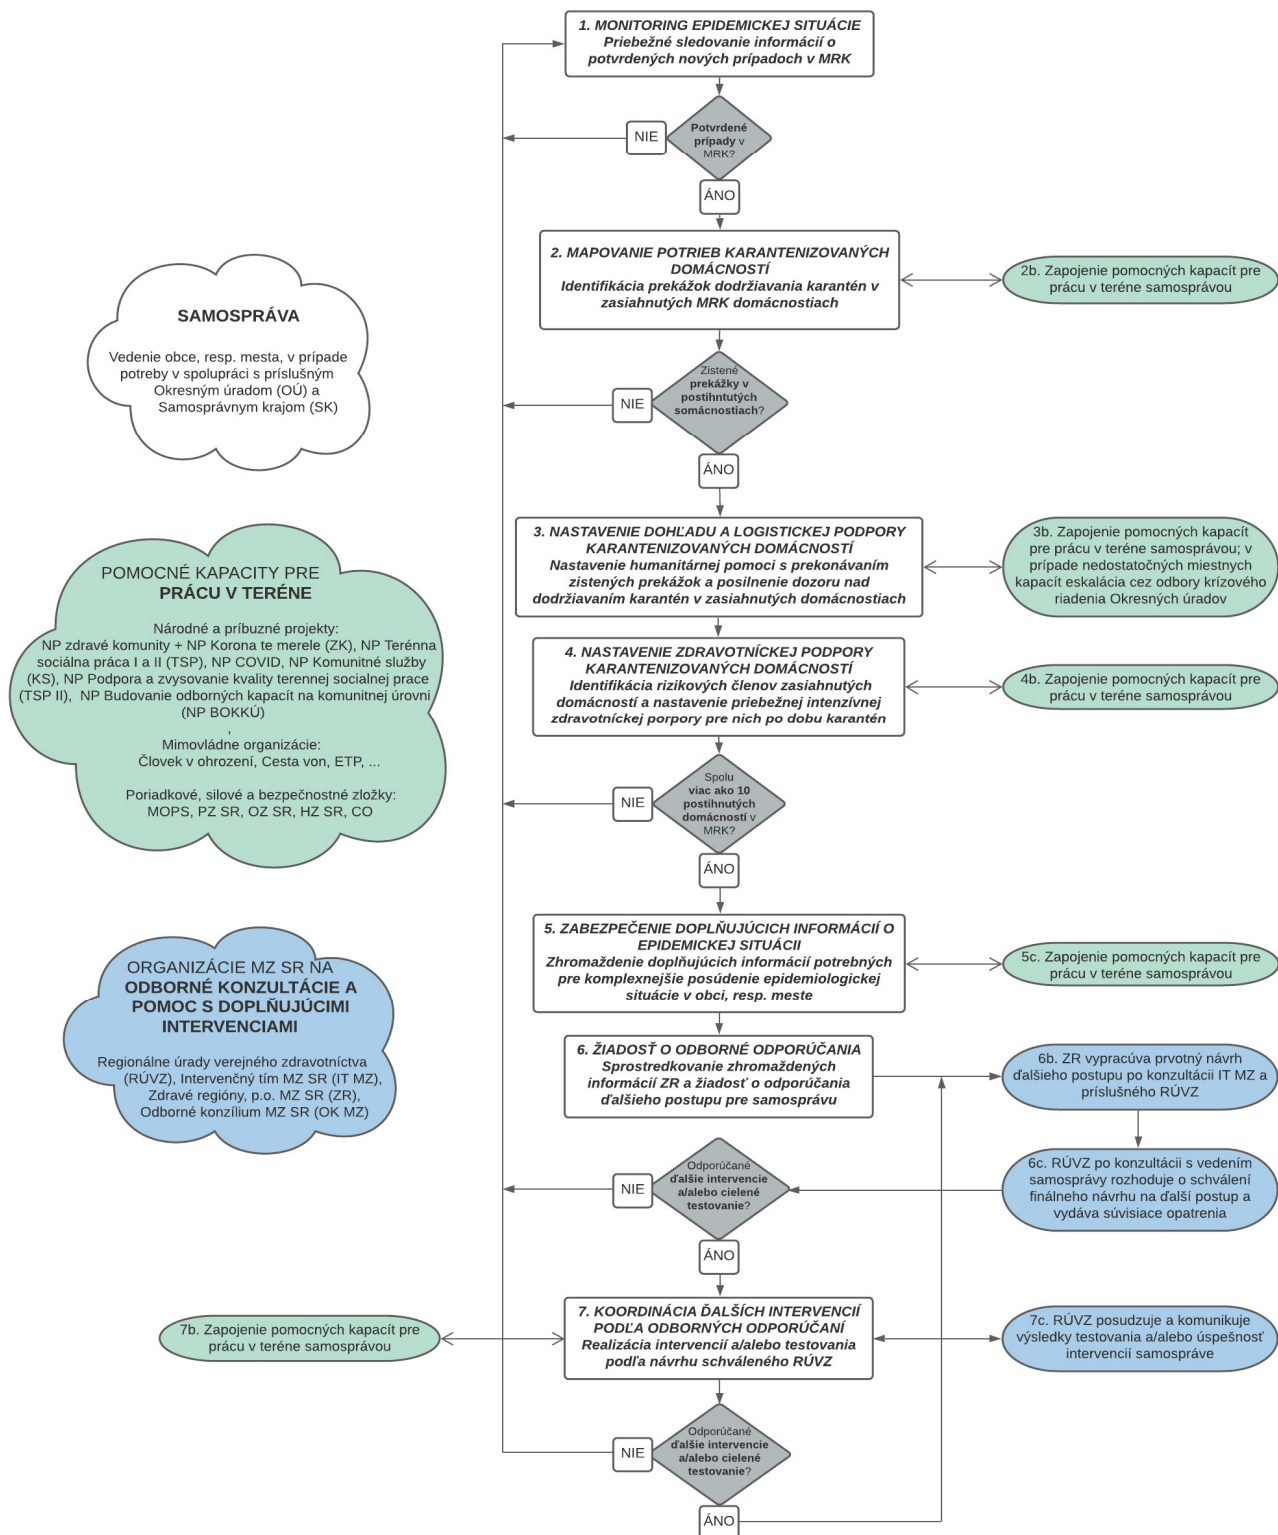 1. MONITORING EPIDEMICKEJ SITUÁCIE
Priebežné sledovanie informácií o
potvrdených nových prípadoch v MRK
Potvrdené
prípady v
MRK?
NIE
ÁNO
2. MAPOVANIE POTRIEB KARANTENIZOVANÝCH
DOMÁCNOSTÍ
Identifikácia prekážok dodržiavania karantén v
zasiahnutých MRK domácnostiach
2b. Zapojenie pomocných kapacít pre
prácu v teréne samosprávou
SAMOSPRÁVA
Vedenie obce, resp. mesta, v prípade
potreby v spolupráci s príslušným
Okresným úradom (OÚ) a
Samosprávnym krajom (SK)
Zistené
prekážky v
postihntutých
somácnostiach?
NIE
ÁNO
3. NASTAVENIE DOHĽADU A LOGISTICKEJ PODPORY
KARANTENIZOVANÝCH DOMÁCNOSTÍ
Nastavenie humanitárnej pomoci s prekonávaním
zistených prekážok a posilnenie dozoru nad
dodržiavaním karantén v zasiahnutých domácnostiach
3b. Zapojenie pomocných kapacít
pre prácu v teréne samosprávou; v
prípade nedostatočných miestnych
kapacít eskalácia cez odbory krízového
riadenia Okresných úradov
POMOCNÉ KAPACITY PRE
PRÁCU V TERÉNE
Národné a príbuzné projekty:
NP zdravé komunity + NP Korona te merele (ZK), NP Terénna
sociálna práca I a II (TSP), NP COVID, NP Komunitné služby
(KS), NP Podpora a zvysovanie kvality terennej socialnej prace
(TSP II), NP Budovanie odborných kapacít na komunitnej úrovni
(NP BOKKÚ)
,
Mimovládne organizácie:
Človek v ohrození, Cesta von, ETP, ...
Poriadkové, silové a bezpečnostné zložky:
MOPS, PZ SR, OZ SR, HZ SR, CO
4. NASTAVENIE ZDRAVOTNÍCKEJ PODPORY
KARANTENIZOVANÝCH DOMÁCNOSTÍ
Identifikácia rizikových členov zasiahnutých
domácností a nastavenie priebežnej intenzívnej
zdravotníckej porpory pre nich po dobu karantén
4b. Zapojenie pomocných kapacít pre
prácu v teréne samosprávou
Spolu
viac ako 10
postihnutých
domácností v
MRK?
NIE
ÁNO
5. ZABEZPEČENIE DOPLŇUJÚCICH INFORMÁCIÍ O
EPIDEMICKEJ SITUÁCII
Zhromaždenie doplňujúcich informácií potrebných
pre komplexnejšie posúdenie epidemiologickej
situácie v obci, resp. meste
5c. Zapojenie pomocných kapacít pre
prácu v teréne samosprávou
ORGANIZÁCIE MZ SR NA
ODBORNÉ KONZULTÁCIE A
POMOC S DOPLŇUJÚCIMI
INTERVENCIAMI
Regionálne úrady verejného zdravotníctva
(RÚVZ), Intervenčný tím MZ SR (IT MZ),
Zdravé regióny, p.o. MZ SR (ZR),
Odborné konzílium MZ SR (OK MZ)
6. ŽIADOSŤ O ODBORNÉ ODPORÚČANIA
Sprostredkovanie zhromaždených
informácií ZR a žiadosť o odporúčania
ďalšieho postupu pre samosprávu
6b. ZR vypracúva prvotný návrh
ďalšieho postupu po konzultácii IT MZ a
príslušného RÚVZ
6c. RÚVZ po konzultácii s vedením
samosprávy rozhoduje o schválení
finálneho návrhu na ďalší postup a
vydáva súvisiace opatrenia
Odporúčané
ďalšie intervencie
a/alebo cielené
testovanie?
NIE
ÁNO
7. KOORDINÁCIA ĎALŠÍCH INTERVENCIÍ
PODĽA ODBORNÝCH ODPORÚČANÍ
Realizácia intervencií a/alebo testovania
podľa návrhu schváleného RÚVZ
7b. Zapojenie pomocných kapacít pre
prácu v teréne samosprávou
7c. RÚVZ posudzuje a komunikuje
výsledky testovania a/alebo úspešnosť
intervencií samospráve
Odporúčané
ďalšie intervencie
a/alebo cielené
testovanie?
NIE
ÁNO